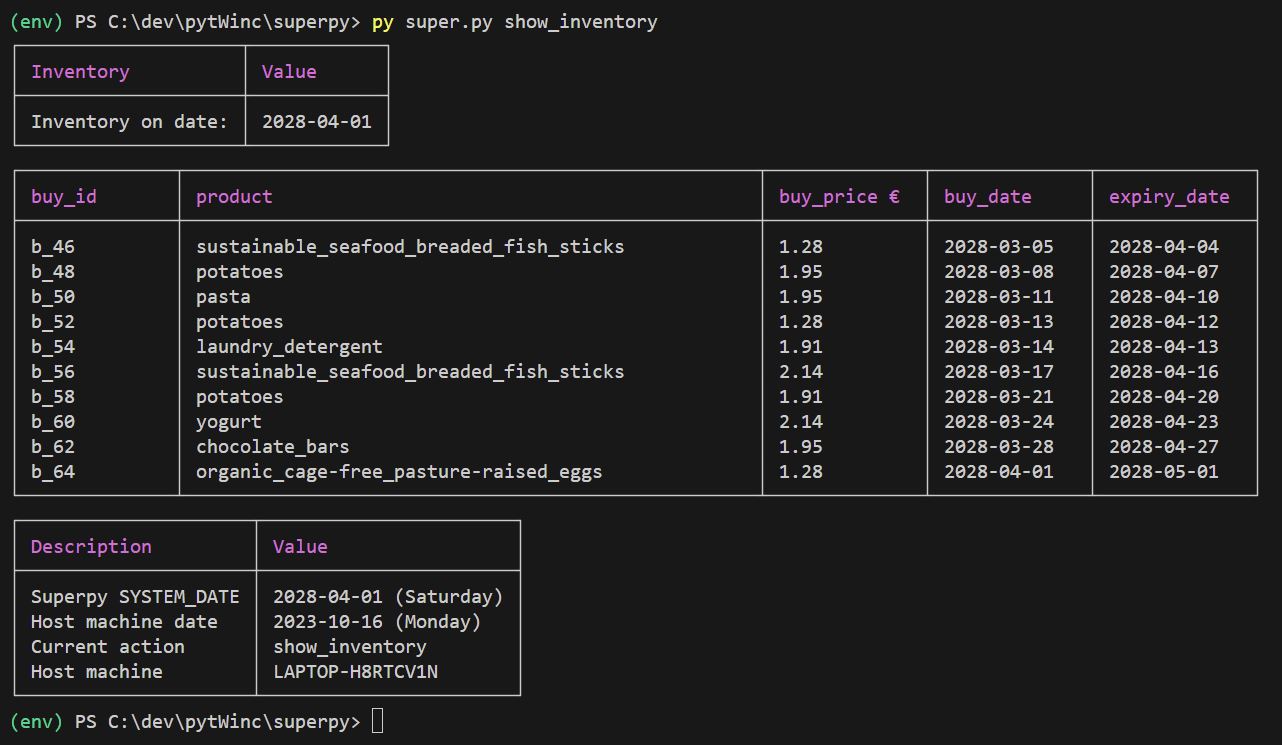 (env) PS C:\dev\pytWinc\superpy> py super.py show_inventory
Inventory Value
Inventory on date: 2028-04-01
buy_id product buy_price € buy_date expiry_date
b_46 sustainable_seafood_breaded_fish_sticks 1.28 2028-03-05 2028-04-04
b_48 potatoes 1.95 2028-03-08 2028-04-07
b_50 pasta 1.95 2028-03-11 2028-04-10
b_52 potatoes 1.28 2028-03-13 2028-04-12
b_54 laundry_detergent 1.91 2028-03-14 2028-04-13
b_56 sustainable_seafood_breaded_fish_sticks 2.14 2028-03-17 2028-04-16
b_58 potatoes 1.91 2028-03-21 2028-04-20
b_60 yogurt 2.14 2028-03-24 2028-04-23
b_62 chocolate_bars 1.95 2028-03-28 2028-04-27
b_64 organic_cage-free_pasture-raised_eggs 1.28 2028-04-01 2028-05-01
Description Value
Superpy SYSTEM_DATE 2028-04-01 (Saturday)
Host machine date 2023-10-16 (Monday)
Current action show_inventory
Host machine LAPTOP-H8RTCV1N
(env) PS C:\dev\pytWinc\superpy>